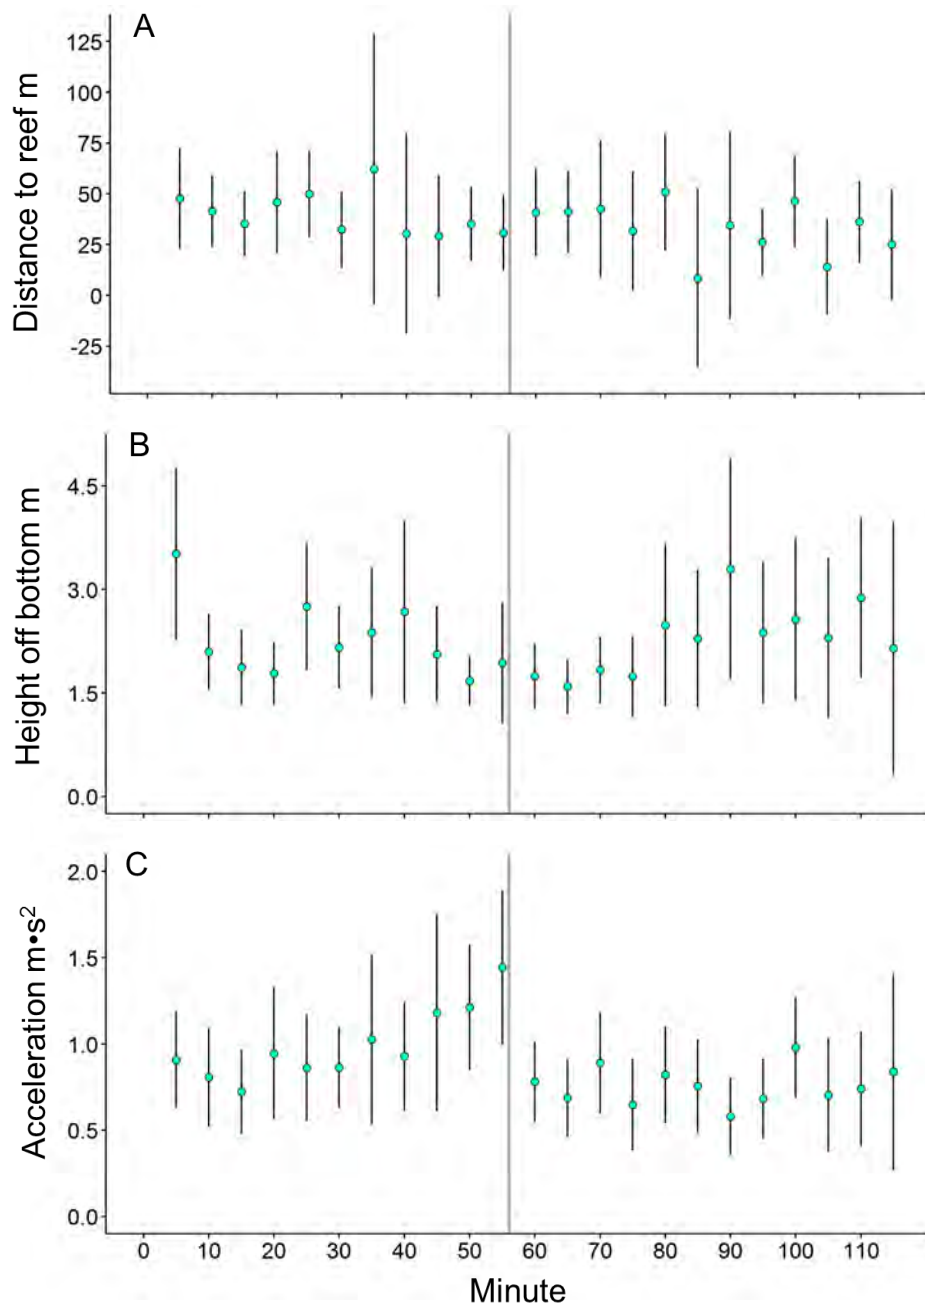 A
Distance to reef m
125
100
75
50
25
0
-25
B
Height off bottom m
4.5
3.0
1.5
0.0
C
Acceleration m•s²
2.0
1.5
1.0
0.5
0.0
0 10 20 30 40 50 60 70 80 90 100 110
Minute